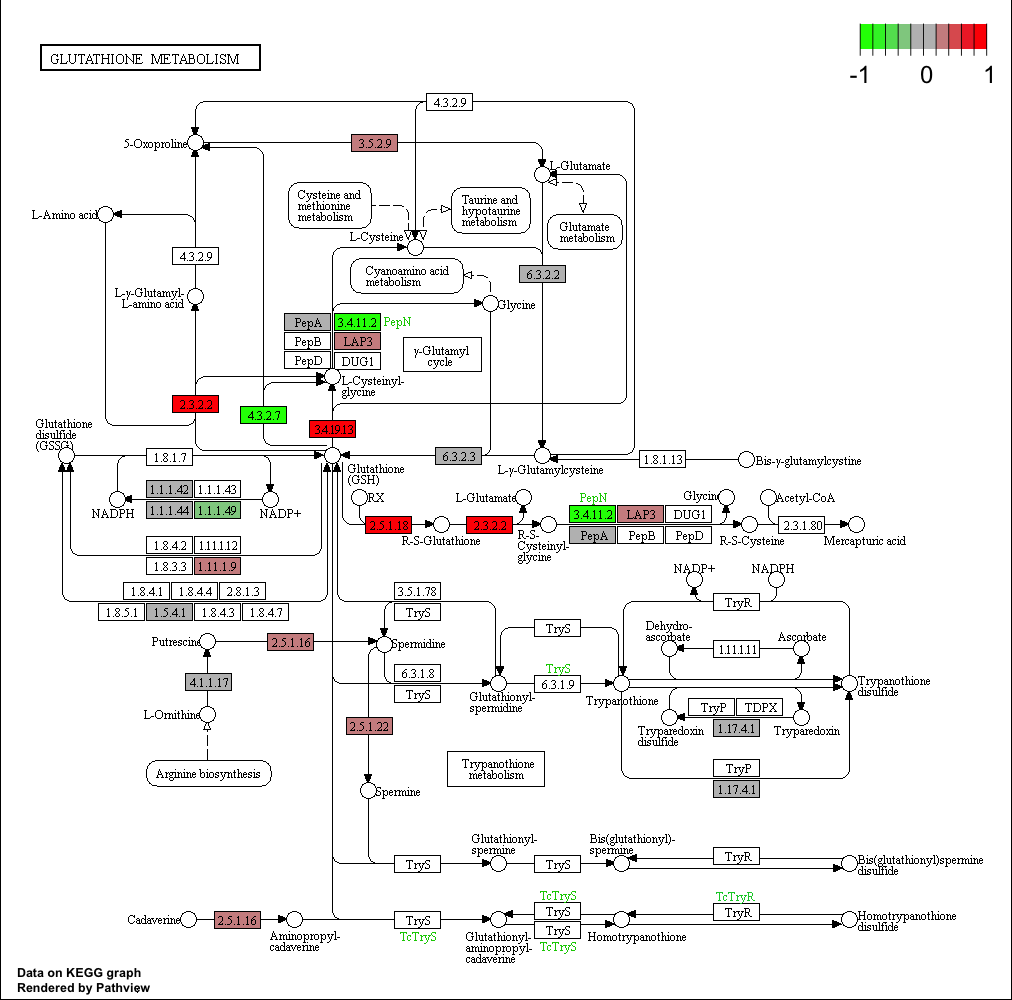 GLUTATHIONE METABOLISM
-1 0 1
4.3.2.9
5-Oxoproline
3.5.2.9
L-Glutamate
Cysteine and
methionine
metabolism
Taurine and
hypotaurine
metabolism
L-Amino acid
Glutamate
metabolism
L-Cysteine
4.3.2.9
Cyanoamino acid
metabolism
6.3.2.2
L-γ-Glutamyl-
L-amino acid
Glycine
PepA 3.4.11.2 PepN
PepB LAP3
PepD DUG1
γ-Glutamyl
cycle
L-Cysteinyl-
glycine
2.3.2.2
4.3.2.7
3.4.19.13
Glutathione
disulfide
(GSSG)
1.8.1.7
Glutathione
(GSH)
6.3.2.3
L-γ-Glutamylcysteine
1.8.1.13
Bis-γ-glutamylcystine
1.1.1.42 1.1.1.43
1.1.1.44 1.1.1.49
NADPH
NADP+
RX
L-Glutamate
PepN
Glycine
Acetyl-CoA
2.5.1.18
2.3.2.2
3.4.11.2 LAP3 DUG1
PepA PepB PepD
2.3.1.80
R-S-Glutathione
R-S-
Cysteinyl-
glycine
R-S-Cysteine
Mercapturic acid
1.8.4.2 1.11.1.12
1.8.3.3 1.11.1.9
1.8.4.1 1.8.4.4 2.8.1.3
1.8.5.1 1.5.4.1 1.8.4.3 1.8.4.7
3.5.1.78
TryS
NADP+
NADPH
TryR
Putrescine
2.5.1.16
Spermidine
TryS
Dehydro-
ascorbate
Ascorbate
1.11.1.11
4.1.1.17
6.3.1.8
TryS
TryS
6.3.1.9
Glutathionyl-
spermidine
Trypanothione
Trypanothione
disulfide
L-Ornithine
2.5.1.22
TryP TDPX
1.17.4.1
Tryparedoxin
disulfide
Tryparedoxin
Arginine biosynthesis
Trypanothione
metabolism
TryP
1.17.4.1
Spermine
Glutathionyl-
spermine
Bis(glutathionyl)-
spermine
TryS
TryS
TryR
Bis(glutathionyl)spermine
disulfide
Cadaverine
2.5.1.16
Aminopropyl-
cadaverine
TryS
TcTryS
Glutathionyl-
aminopropyl-
cadaverine
TcTryS
TryS
TryS
TcTryS
Homotrypanothione
TcTryR
TryR
Homotrypanothione
disulfide
Data on KEGG graph
Rendered by Pathview